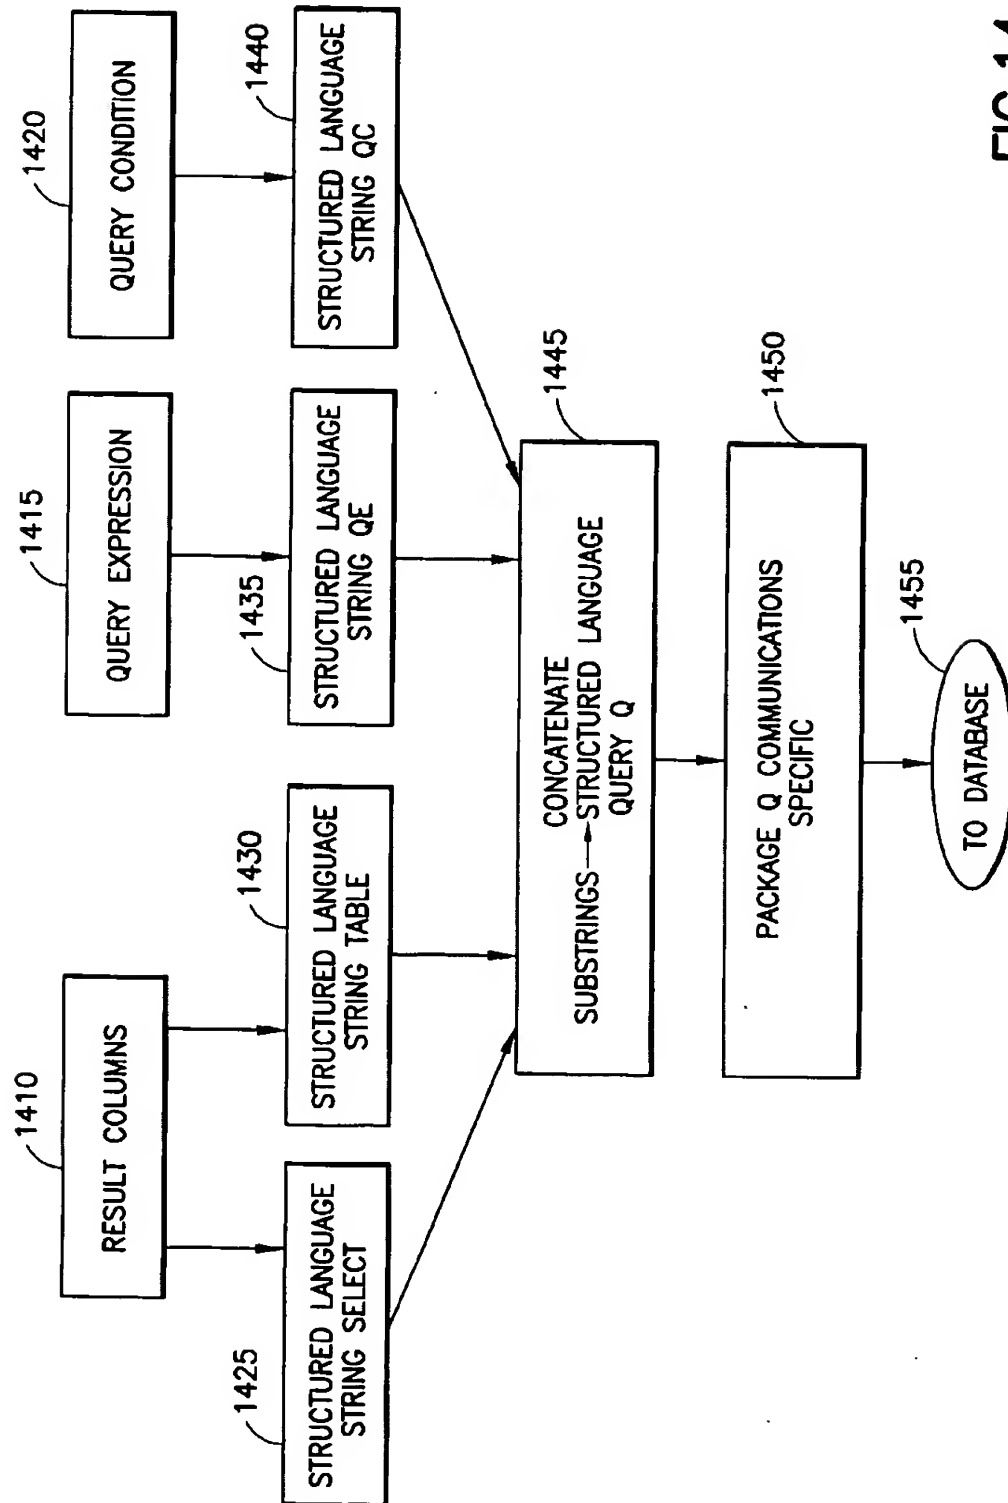 1410
RESULT COLUMNS
1415
QUERY EXPRESSION
1420
QUERY CONDITION
1425
STRUCTURED LANGUAGE
STRING SELECT
1430
STRUCTURED LANGUAGE
STRING TABLE
1435
STRUCTURED LANGUAGE
STRING QE
1440
STRUCTURED LANGUAGE
STRING QC
1445
CONCATENATE
SUBSTRINGS→STRUCTURED LANGUAGE
QUERY Q
1450
PACKAGE Q COMMUNICATIONS
SPECIFIC
1455
TO DATABASE
FIG.14